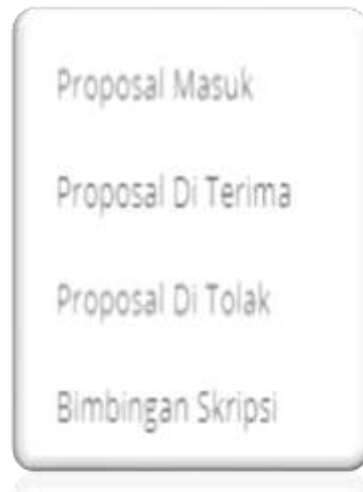 Proposal Masuk
Proposal Di Terima
Proposal Di Tolak
Bimbingan Skripsi